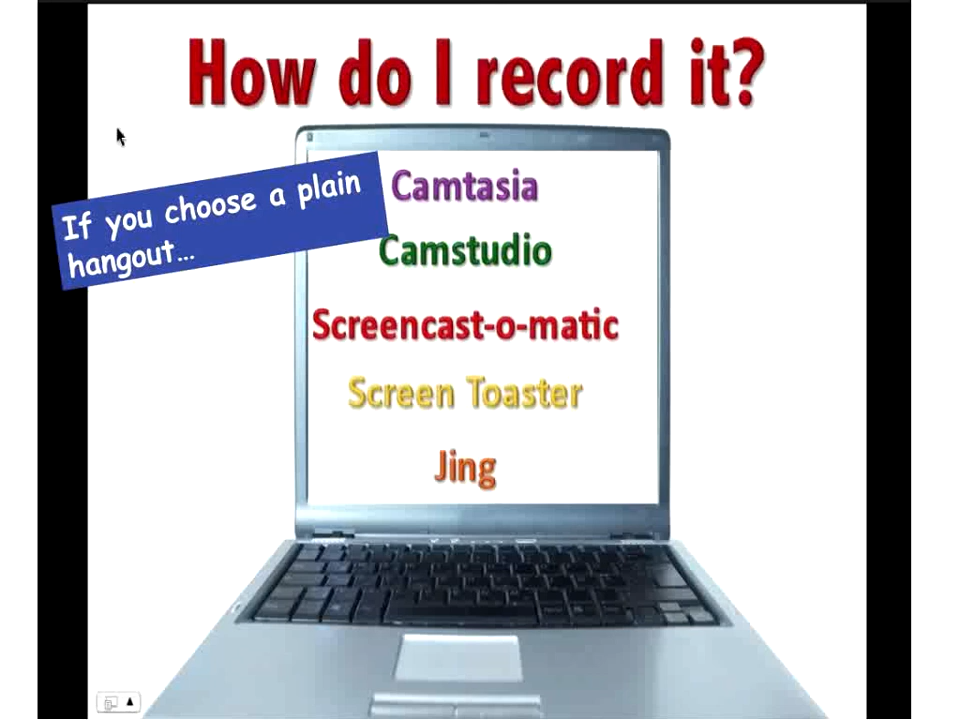 How do I record it?
If you choose a plain
hangout...
Camtasia
Camstudio
Screencast-o-matic
Screen Toaster
Jing